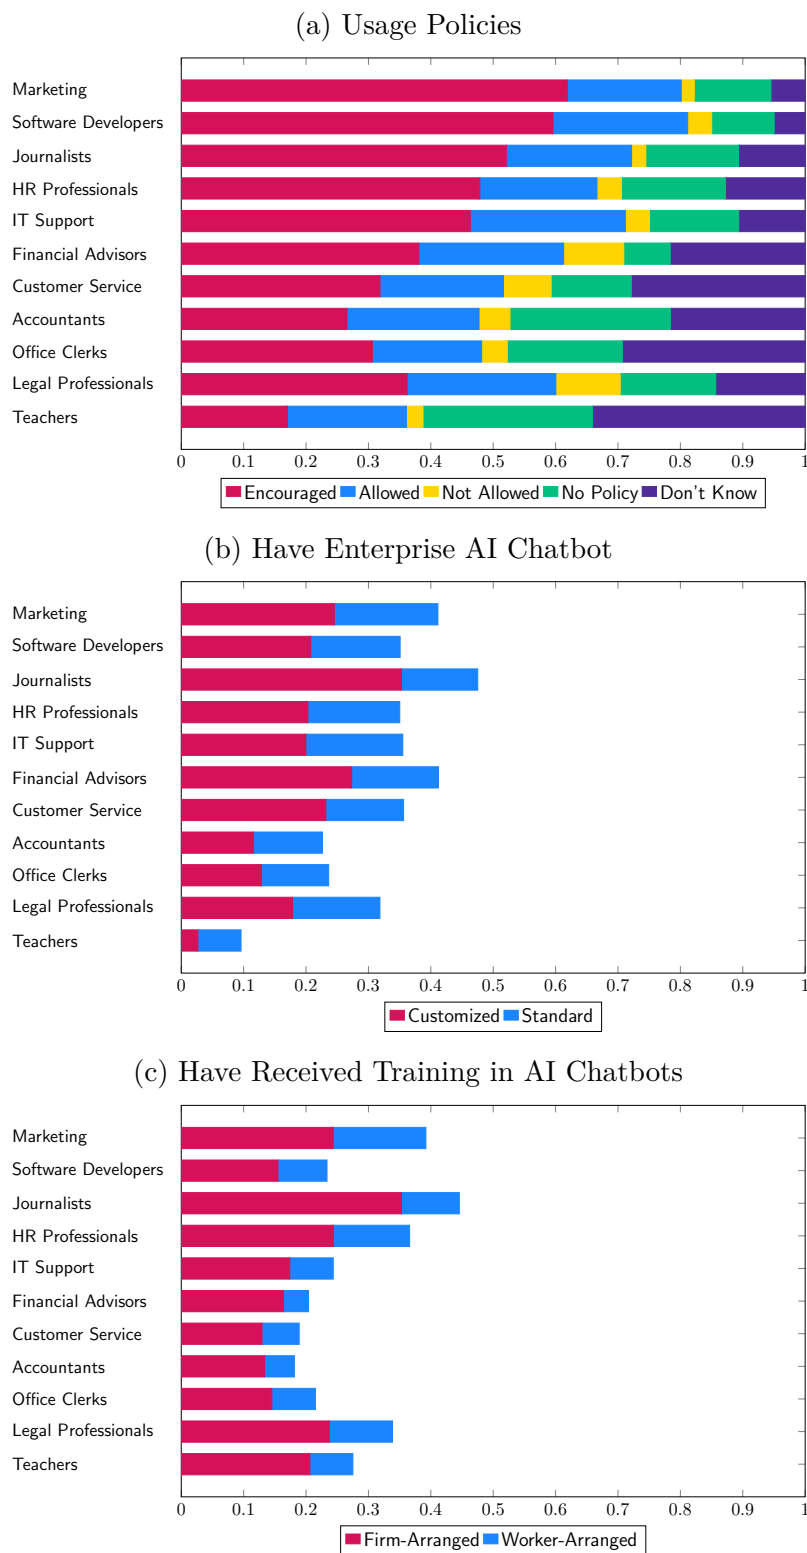 (a) Usage Policies
Marketing
Software Developers
Journalists
HR Professionals
IT Support
Financial Advisors
Customer Service
Accountants
Office Clerks
Legal Professionals
Teachers
0 0.1 0.2 0.3 0.4 0.5 0.6 0.7 0.8 0.9 1
Encouraged Allowed Not Allowed No Policy Don't Know
(b) Have Enterprise AI Chatbot
Marketing
Software Developers
Journalists
HR Professionals
IT Support
Financial Advisors
Customer Service
Accountants
Office Clerks
Legal Professionals
Teachers
0 0.1 0.2 0.3 0.4 0.5 0.6 0.7 0.8 0.9 1
Customized Standard
(c) Have Received Training in AI Chatbots
Marketing
Software Developers
Journalists
HR Professionals
IT Support
Financial Advisors
Customer Service
Accountants
Office Clerks
Legal Professionals
Teachers
0 0.1 0.2 0.3 0.4 0.5 0.6 0.7 0.8 0.9 1
Firm-Arranged Worker-Arranged